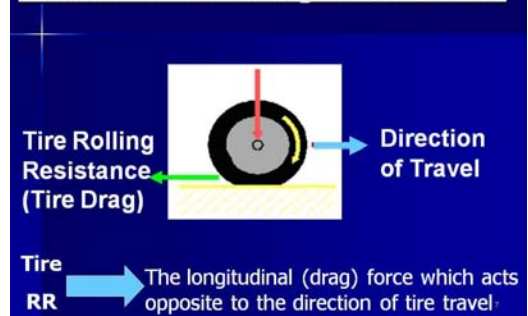 Tire Rolling
Resistance
(Tire Drag)
Direction
of Travel
Tire
RR
The longitudinal (drag) force which acts
opposite to the direction of tire travel
7